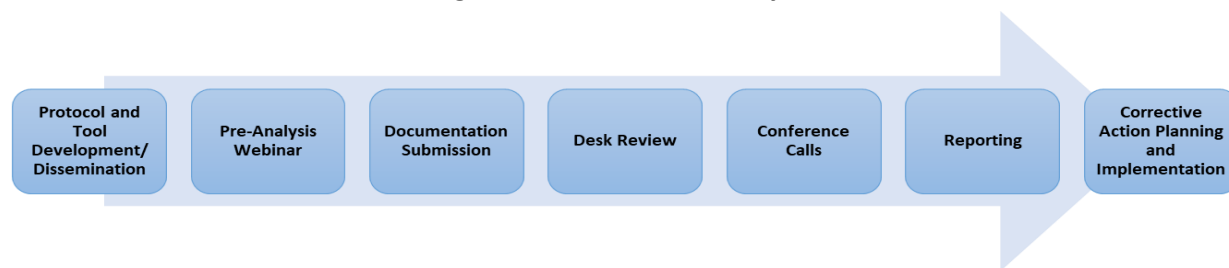 Protocol and
Tool
Development/
Dissemination
Pre-Analysis
Webinar
Documentation
Submission
Desk Review
Conference
Calls
Reporting
Corrective
Action Planning
and
Implementation